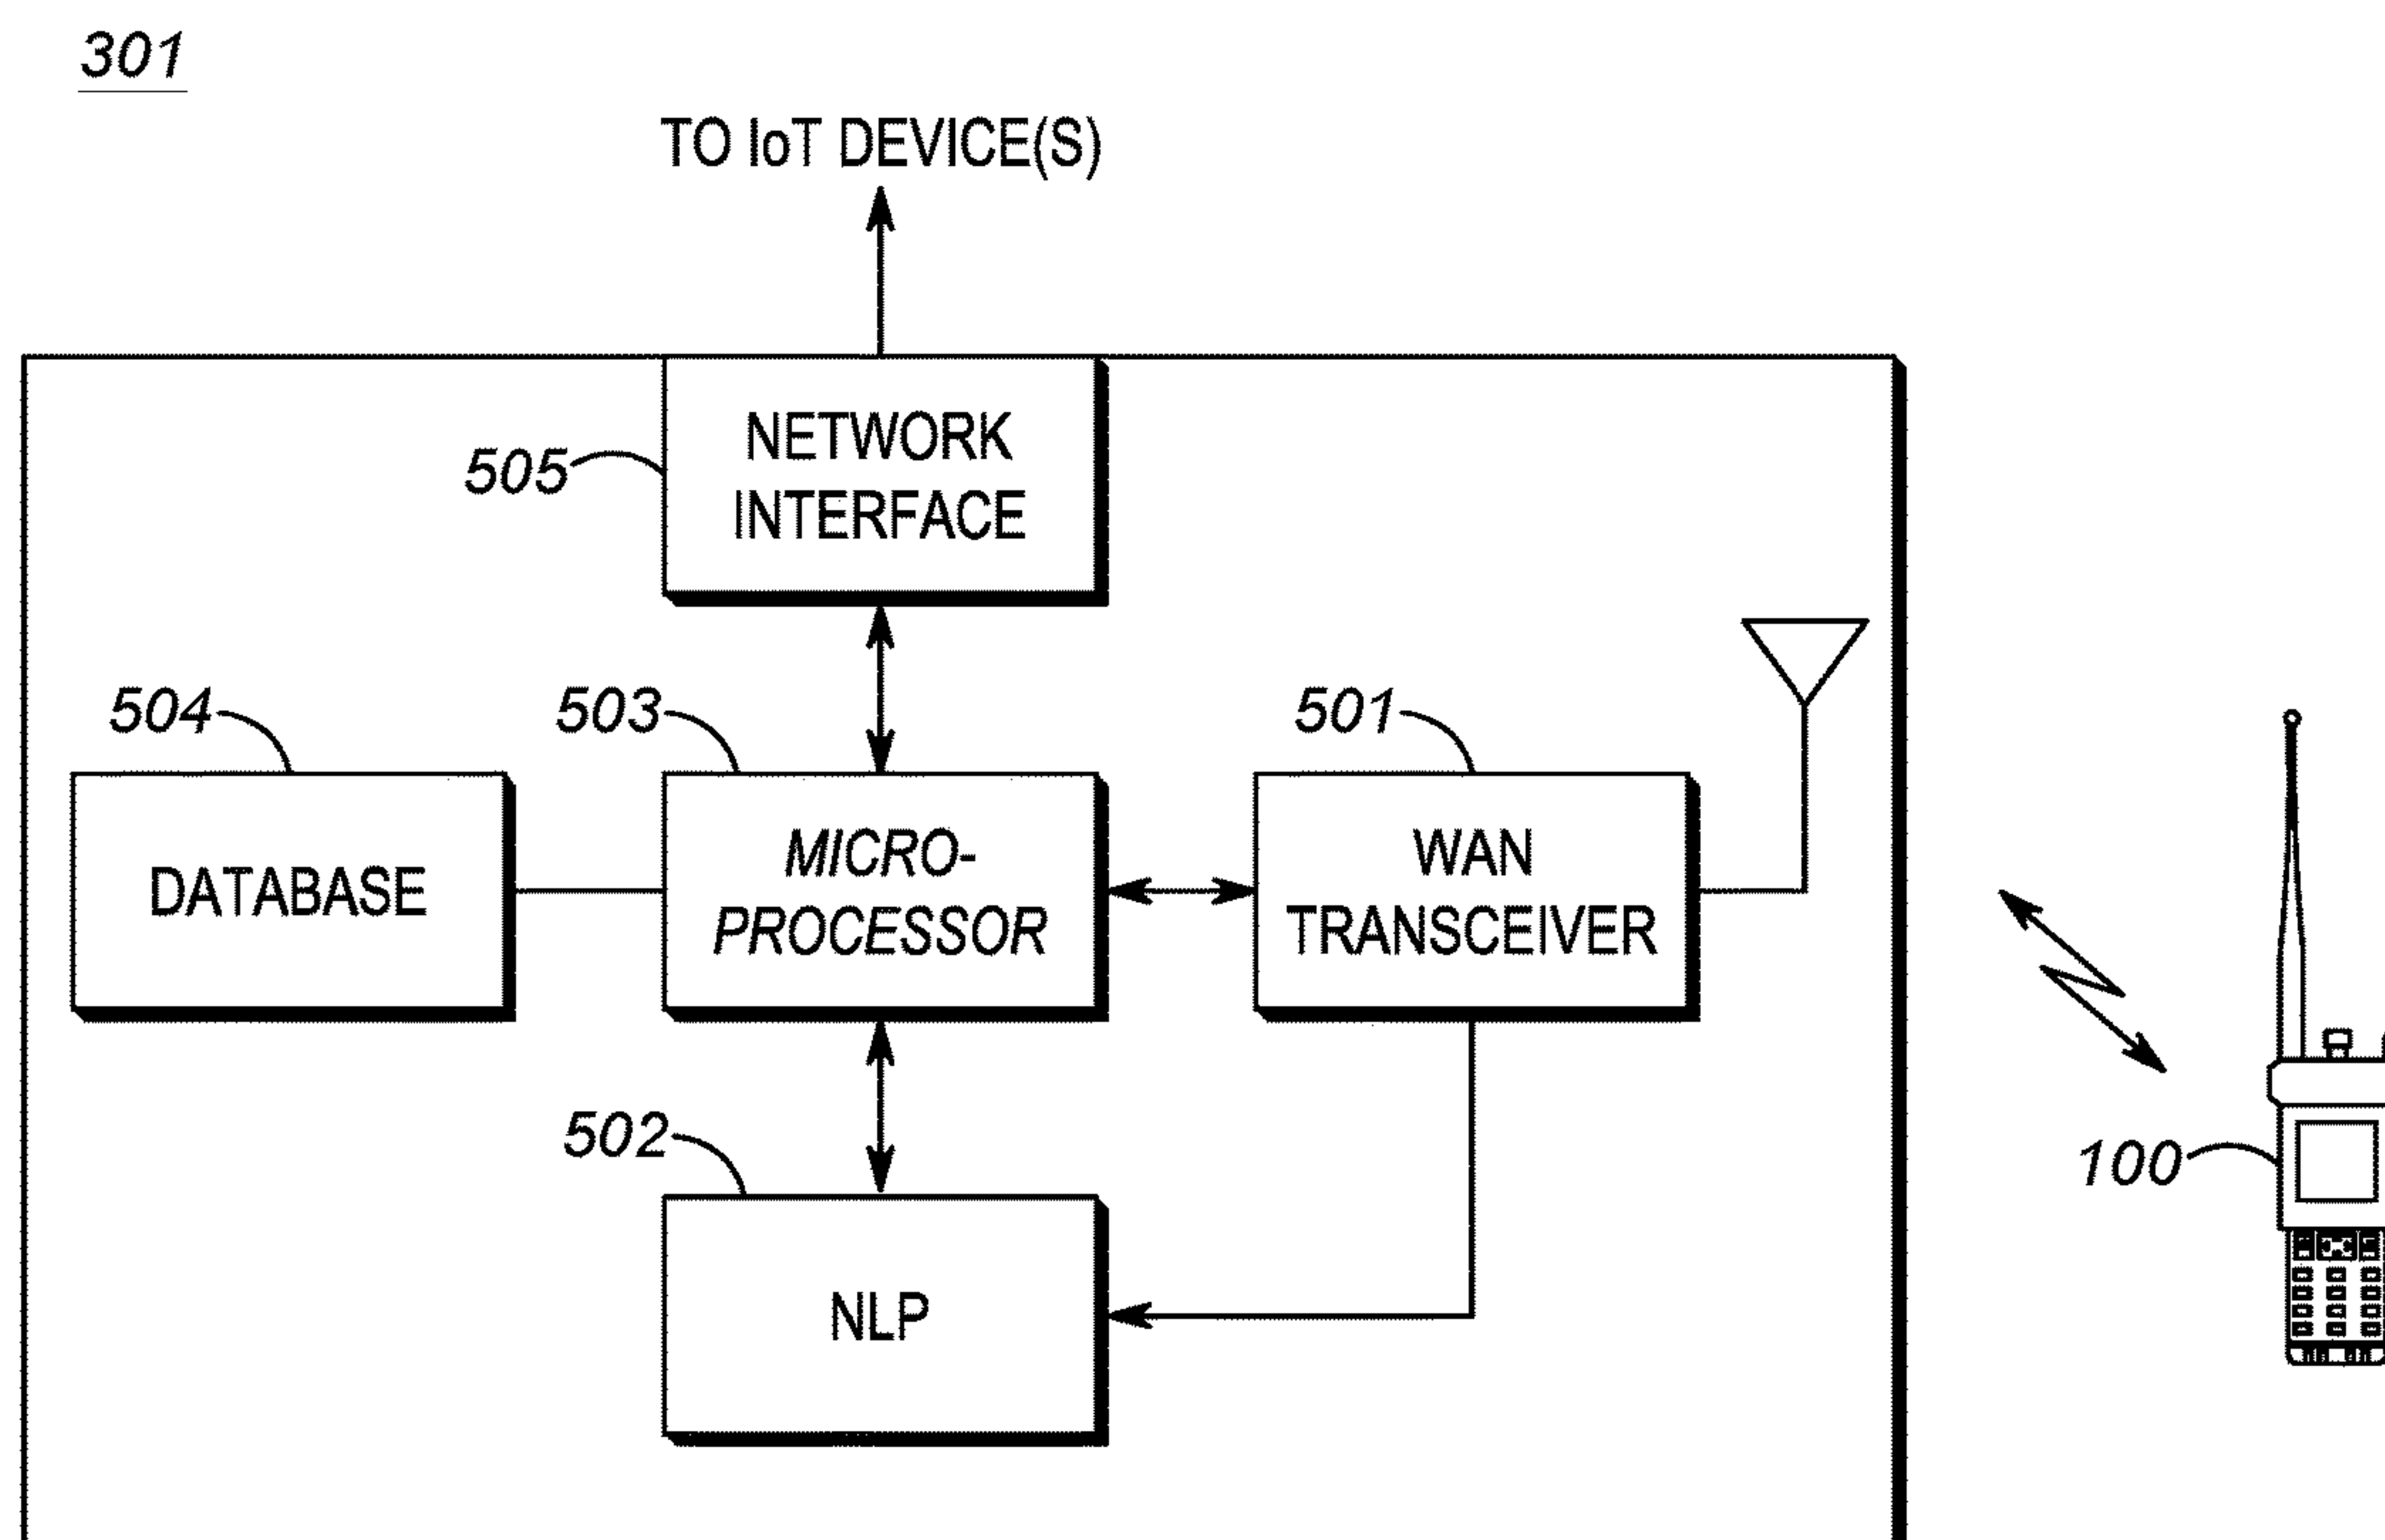 301
TO IoT DEVICE(S)
505
NETWORK
INTERFACE
504
503
501
DATABASE
MICRO-
PROCESSOR
WAN
TRANSCEIVER
502
100
NLP